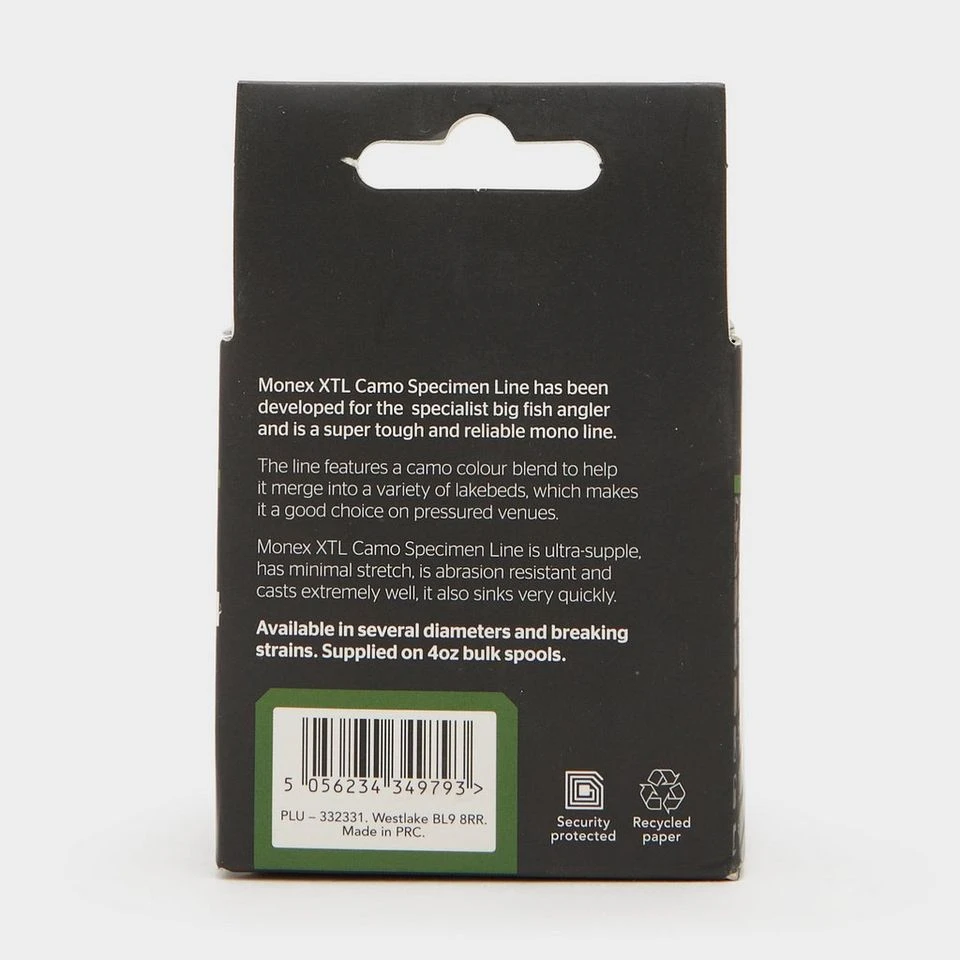 Monex XTL Camo Specimen Line has been
developed for the specialist big fish angler
and is a super tough and reliable mono line.
The line features a camo colour blend to help
it merge into a variety of lakebeds, which makes
it a good choice on pressured venues.
Monex XTL Camo Specimen Line is ultra-supple,
has minimal stretch, is abrasion resistant and
casts extremely well, it also sinks very quickly.
Available in several diameters and breaking
strains. Supplied on 4oz bulk spools.
5 056234 349793 >
PLU – 332331. Westlake BL9 8RR.
Made in PRC.
Security
protected
Recycled
paper